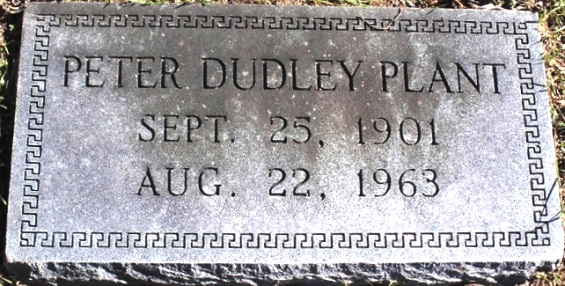 PETER DUDLEY PLANT
SEPT. 25, 1901
AUG. 22, 1963